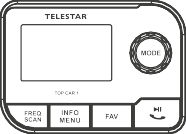 TELESTAR
MODE
TOP CAR 1
FREQ
SCAN
INFO
MENU
FAV